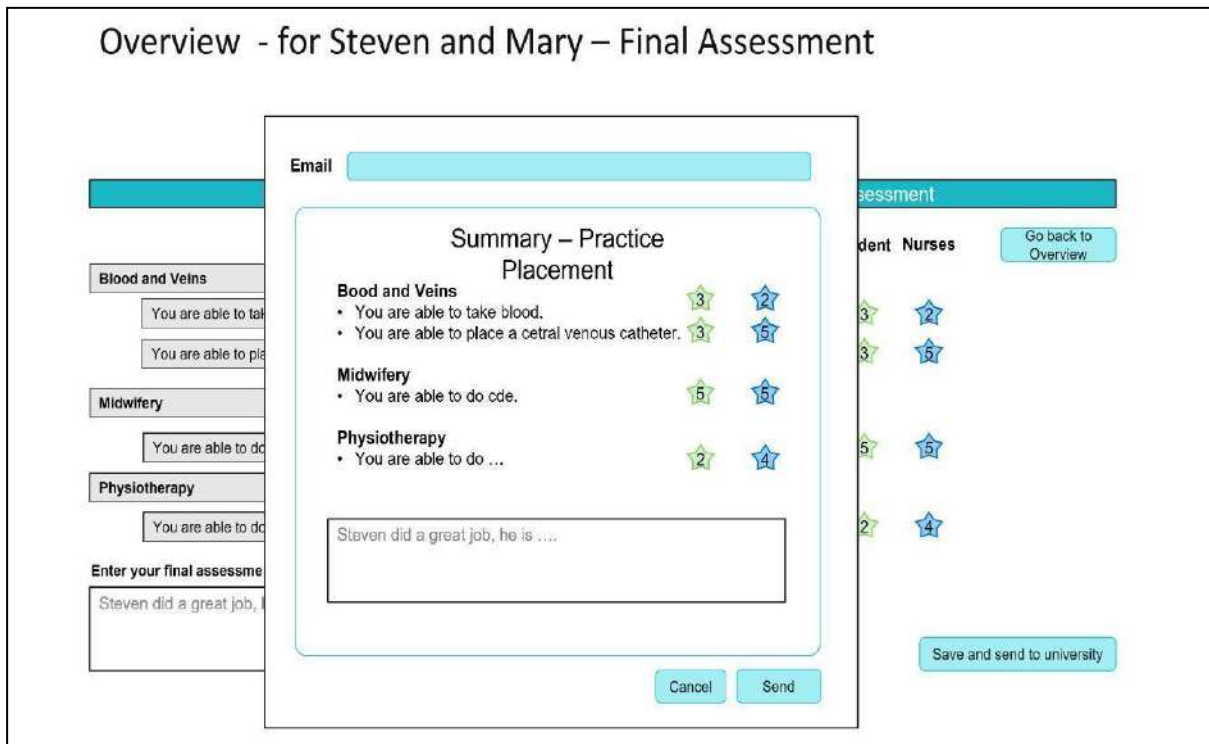 Overview - for Steven and Mary – Final Assessment
Email
sessment
Summary – Practice
Placement
dent Nurses
Go back to
Overview
Blood and Veins
You are able to tak
You are able to pla
Bood and Veins
• You are able to take blood.
3 2
• You are able to place a cetral venous catheter.
3 5
3 2
3 5
Midwifery
You are able to do
Midwifery
• You are able to do cde.
5 5
5 5
Physiotherapy
You are able to do
Physiotherapy
• You are able to do ...
2 4
2 4
Enter your final assessme
Steven did a great job, l
Steven did a great job, he is ....
Save and send to university
Cancel
Send